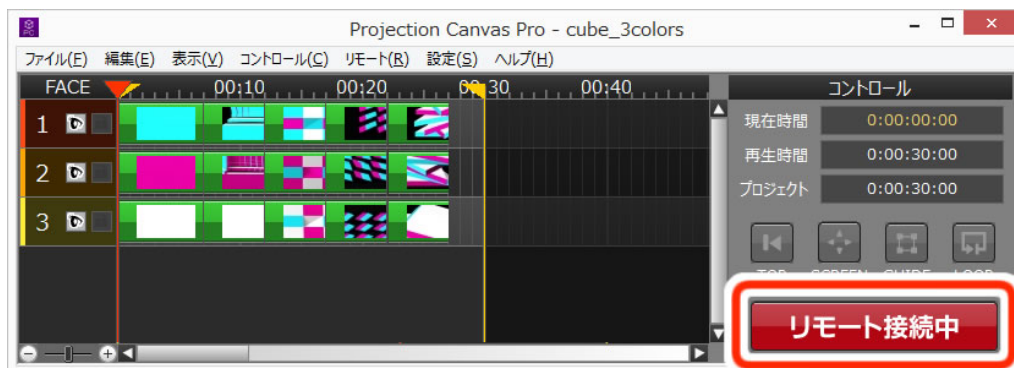 Projection Canvas Pro - cube_3colors
ファイル(F) 編集(E) 表示(V) コントロール(C) リモート(R) 設定(S) ヘルプ(H)
FACE 00:10 00:20 00:30 00:40
コントロール
1
現在時間 0:00:00:00
2
再生時間 0:00:30:00
プロジェクト 0:00:30:00
3
TOP SCREEN GUIDE LOOP
リモート接続中